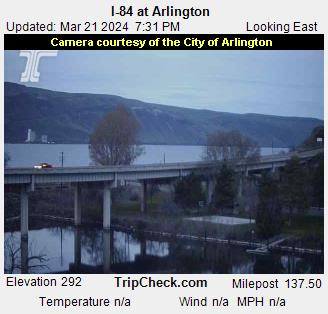 I-84 at Arlington
Updated: Mar 21 2024 7:31 PM Looking East
Camera courtesy of the City of Arlington
Elevation 292 TripCheck.com Milepost 137.50
Temperature n/a Wind n/a MPH n/a